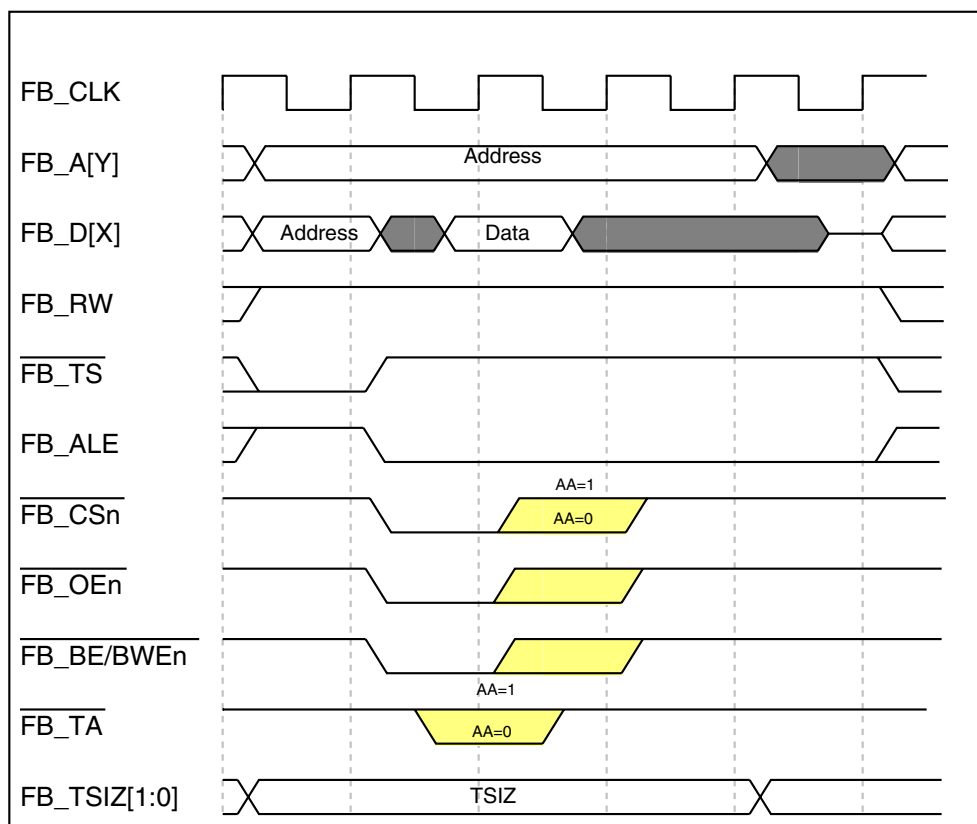 FB_CLK
FB_A[Y]
Address
FB_D[X]
Address
Data
FB_RW
FB_TS
FB_ALE
AA=1
FB_CSn
AA=0
FB_OEn
FB_BE/BWEn
AA=1
FB_TA
AA=0
FB_TSIZ[1:0]
TSIZ